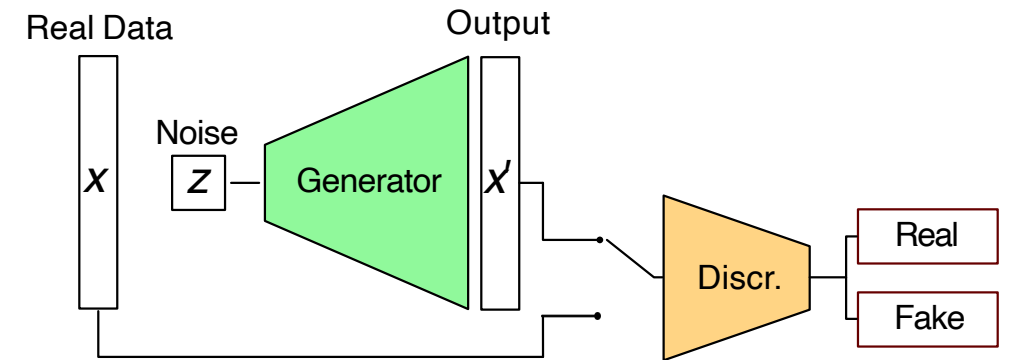 Real Data
Output
Noise
x
z
Generator
x'
Discr.
Real
Fake